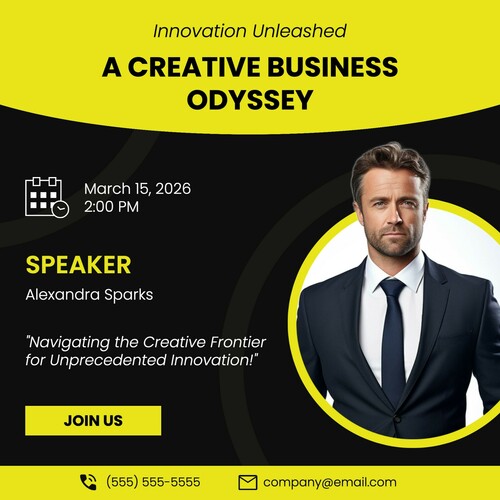 Innovation Unleashed
A CREATIVE BUSINESS
ODYSSEY
March 15, 2026
2:00 PM
SPEAKER
Alexandra Sparks
"Navigating the Creative Frontier
for Unprecedented Innovation!"
JOIN US
(555) 555-5555
company@email.com